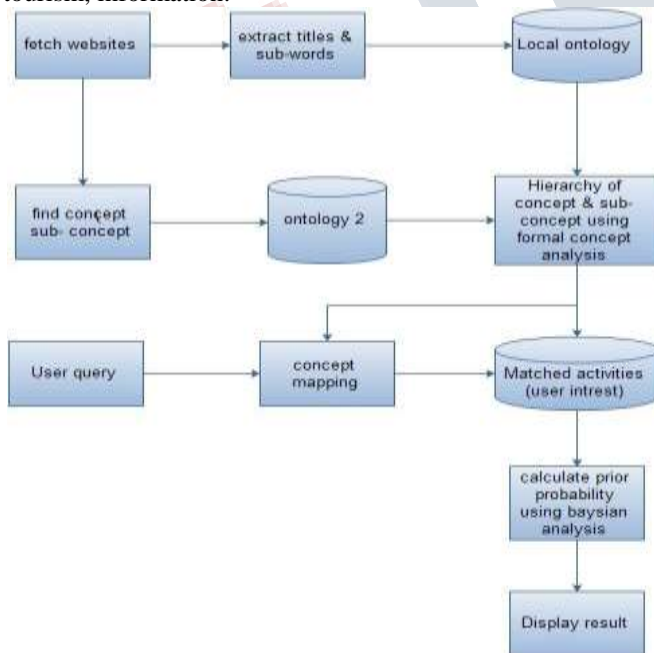 tourism, information.
fetch websites
extract titles &
sub-words
Local ontology
find concept
sub- concept
ontology 2
Hierarchy of
concept & sub-
concept using
formal concept
analysis
User query
concept
mapping
Matched activities
(user intrest)
calculate prior
probability
using baysian
analysis
Display result